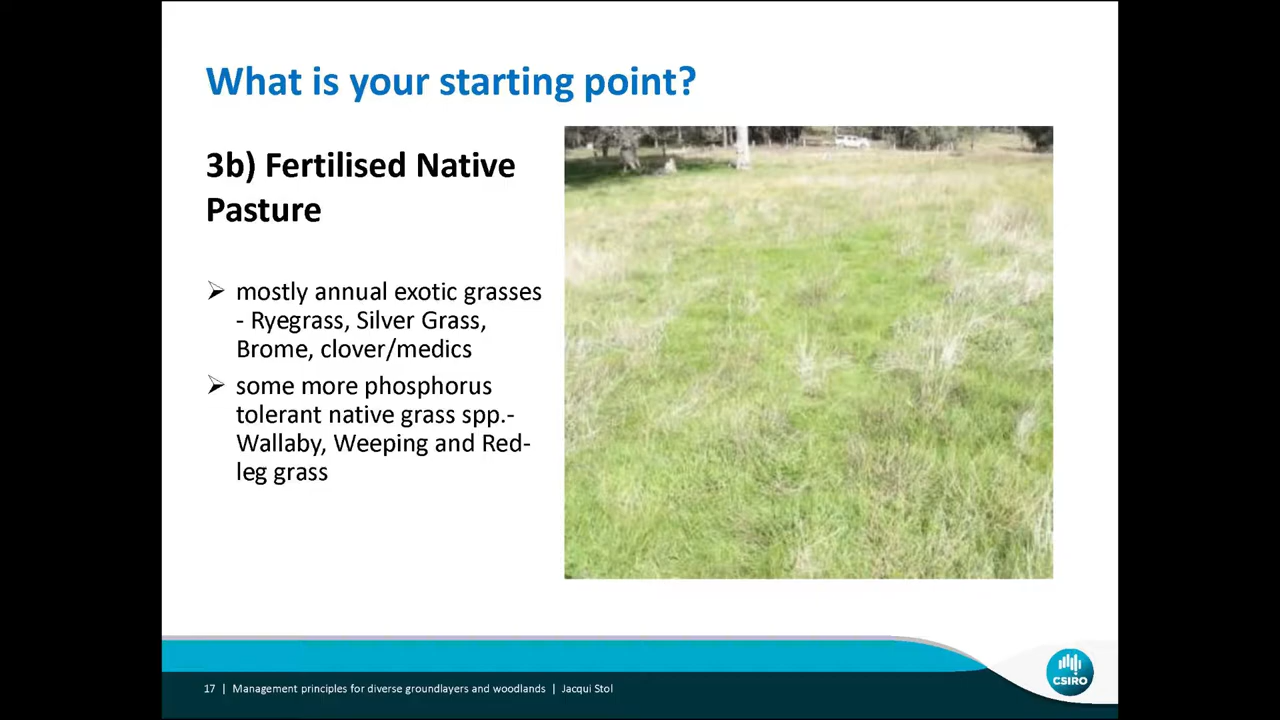 What is your starting point?
3b) Fertilised Native
Pasture
➢ mostly annual exotic grasses
- Ryegrass, Silver Grass,
Brome, clover/medics
➢ some more phosphorus
tolerant native grass spp.-
Wallaby, Weeping and Red-
leg grass
17 | Management principles for diverse groundlayers and woodlands | Jacqui Stol
CSIRO